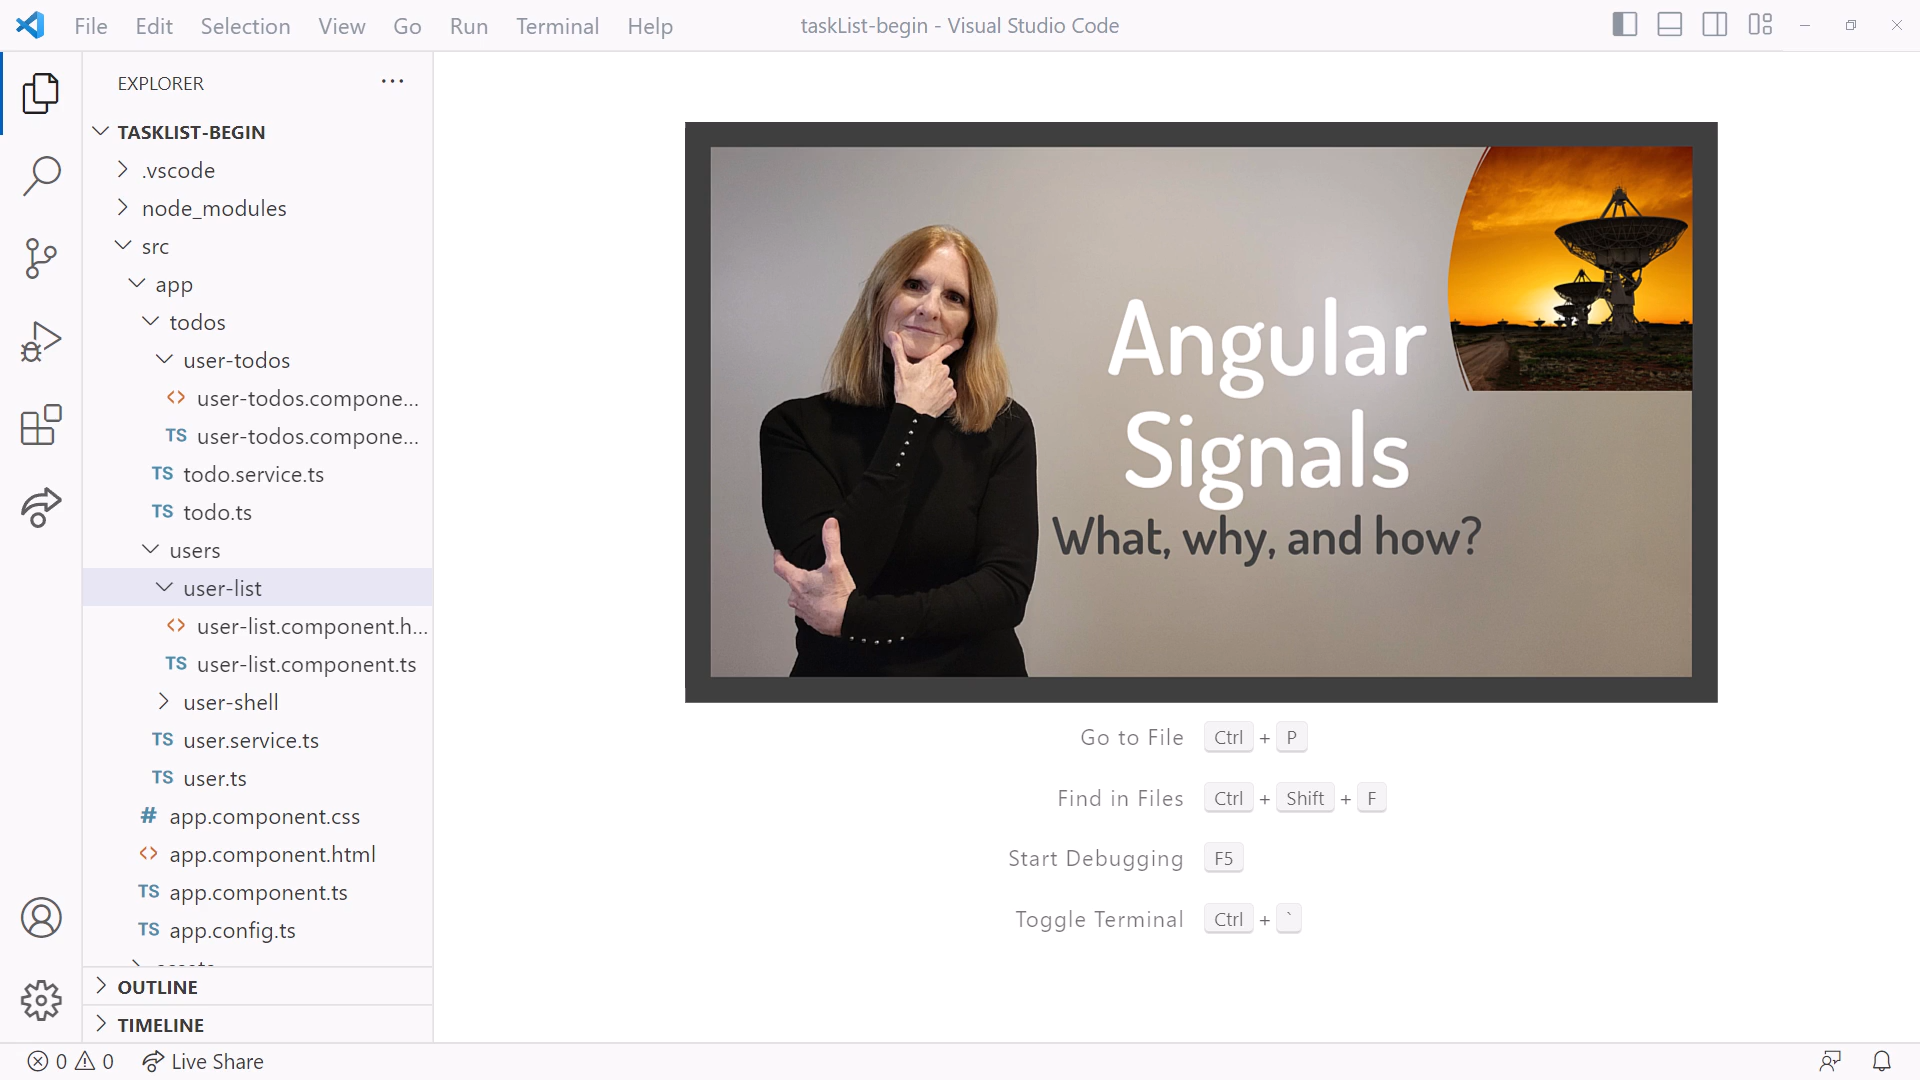 File Edit Selection View Go Run Terminal Help
taskList-begin - Visual Studio Code
EXPLORER
TASKLIST-BEGIN
.vscode
node_modules
src
app
todos
user-todos
user-todos.compone...
TS user-todos.compone...
TS todo.service.ts
TS todo.ts
users
user-list
user-list.component.h...
TS user-list.component.ts
user-shell
TS user.service.ts
TS user.ts
# app.component.css
app.component.html
TS app.component.ts
TS app.config.ts
OUTLINE
TIMELINE
Angular
Signals
What, why, and how?
Go to File Ctrl + P
Find in Files Ctrl + Shift + F
Start Debugging F5
Toggle Terminal Ctrl + `
0 0 Live Share